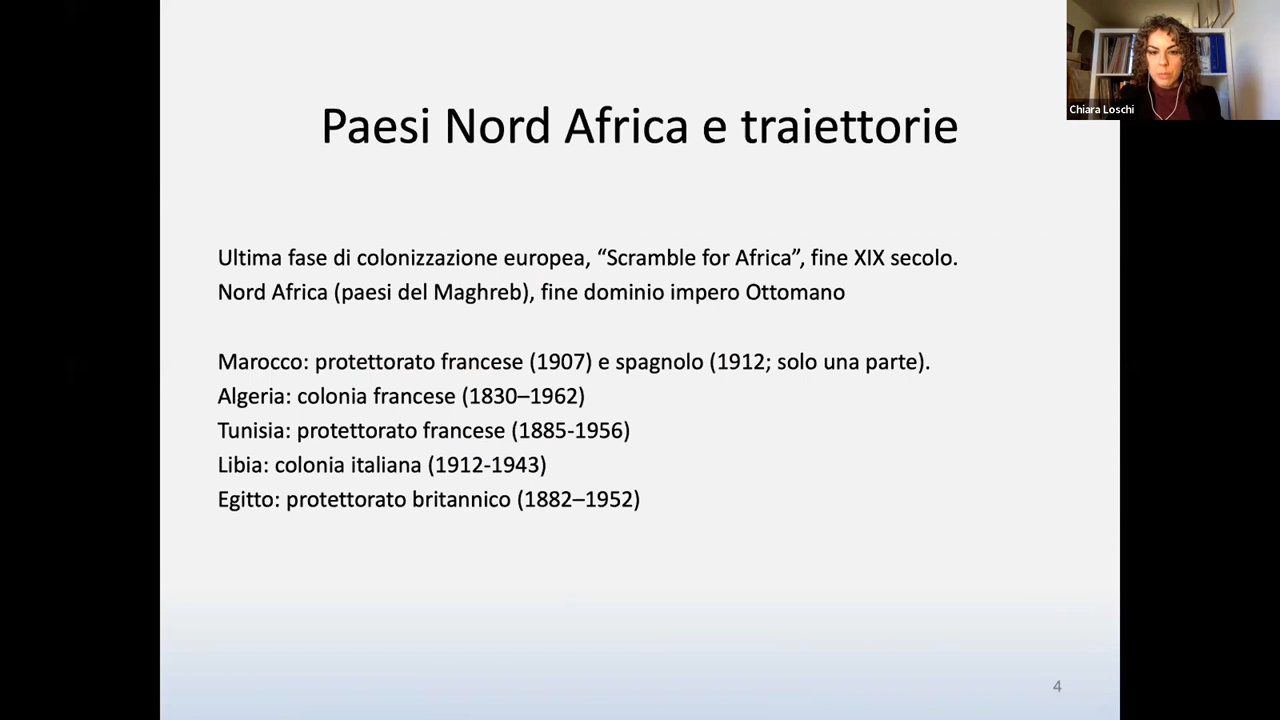 Chiara Loschi
Paesi Nord Africa e traiettorie
Ultima fase di colonizzazione europea, “Scramble for Africa”, fine XIX secolo.
Nord Africa (paesi del Maghreb), fine dominio impero Ottomano
Marocco: protettorato francese (1907) e spagnolo (1912; solo una parte).
Algeria: colonia francese (1830–1962)
Tunisia: protettorato francese (1885-1956)
Libia: colonia italiana (1912-1943)
Egitto: protettorato britannico (1882–1952)
4